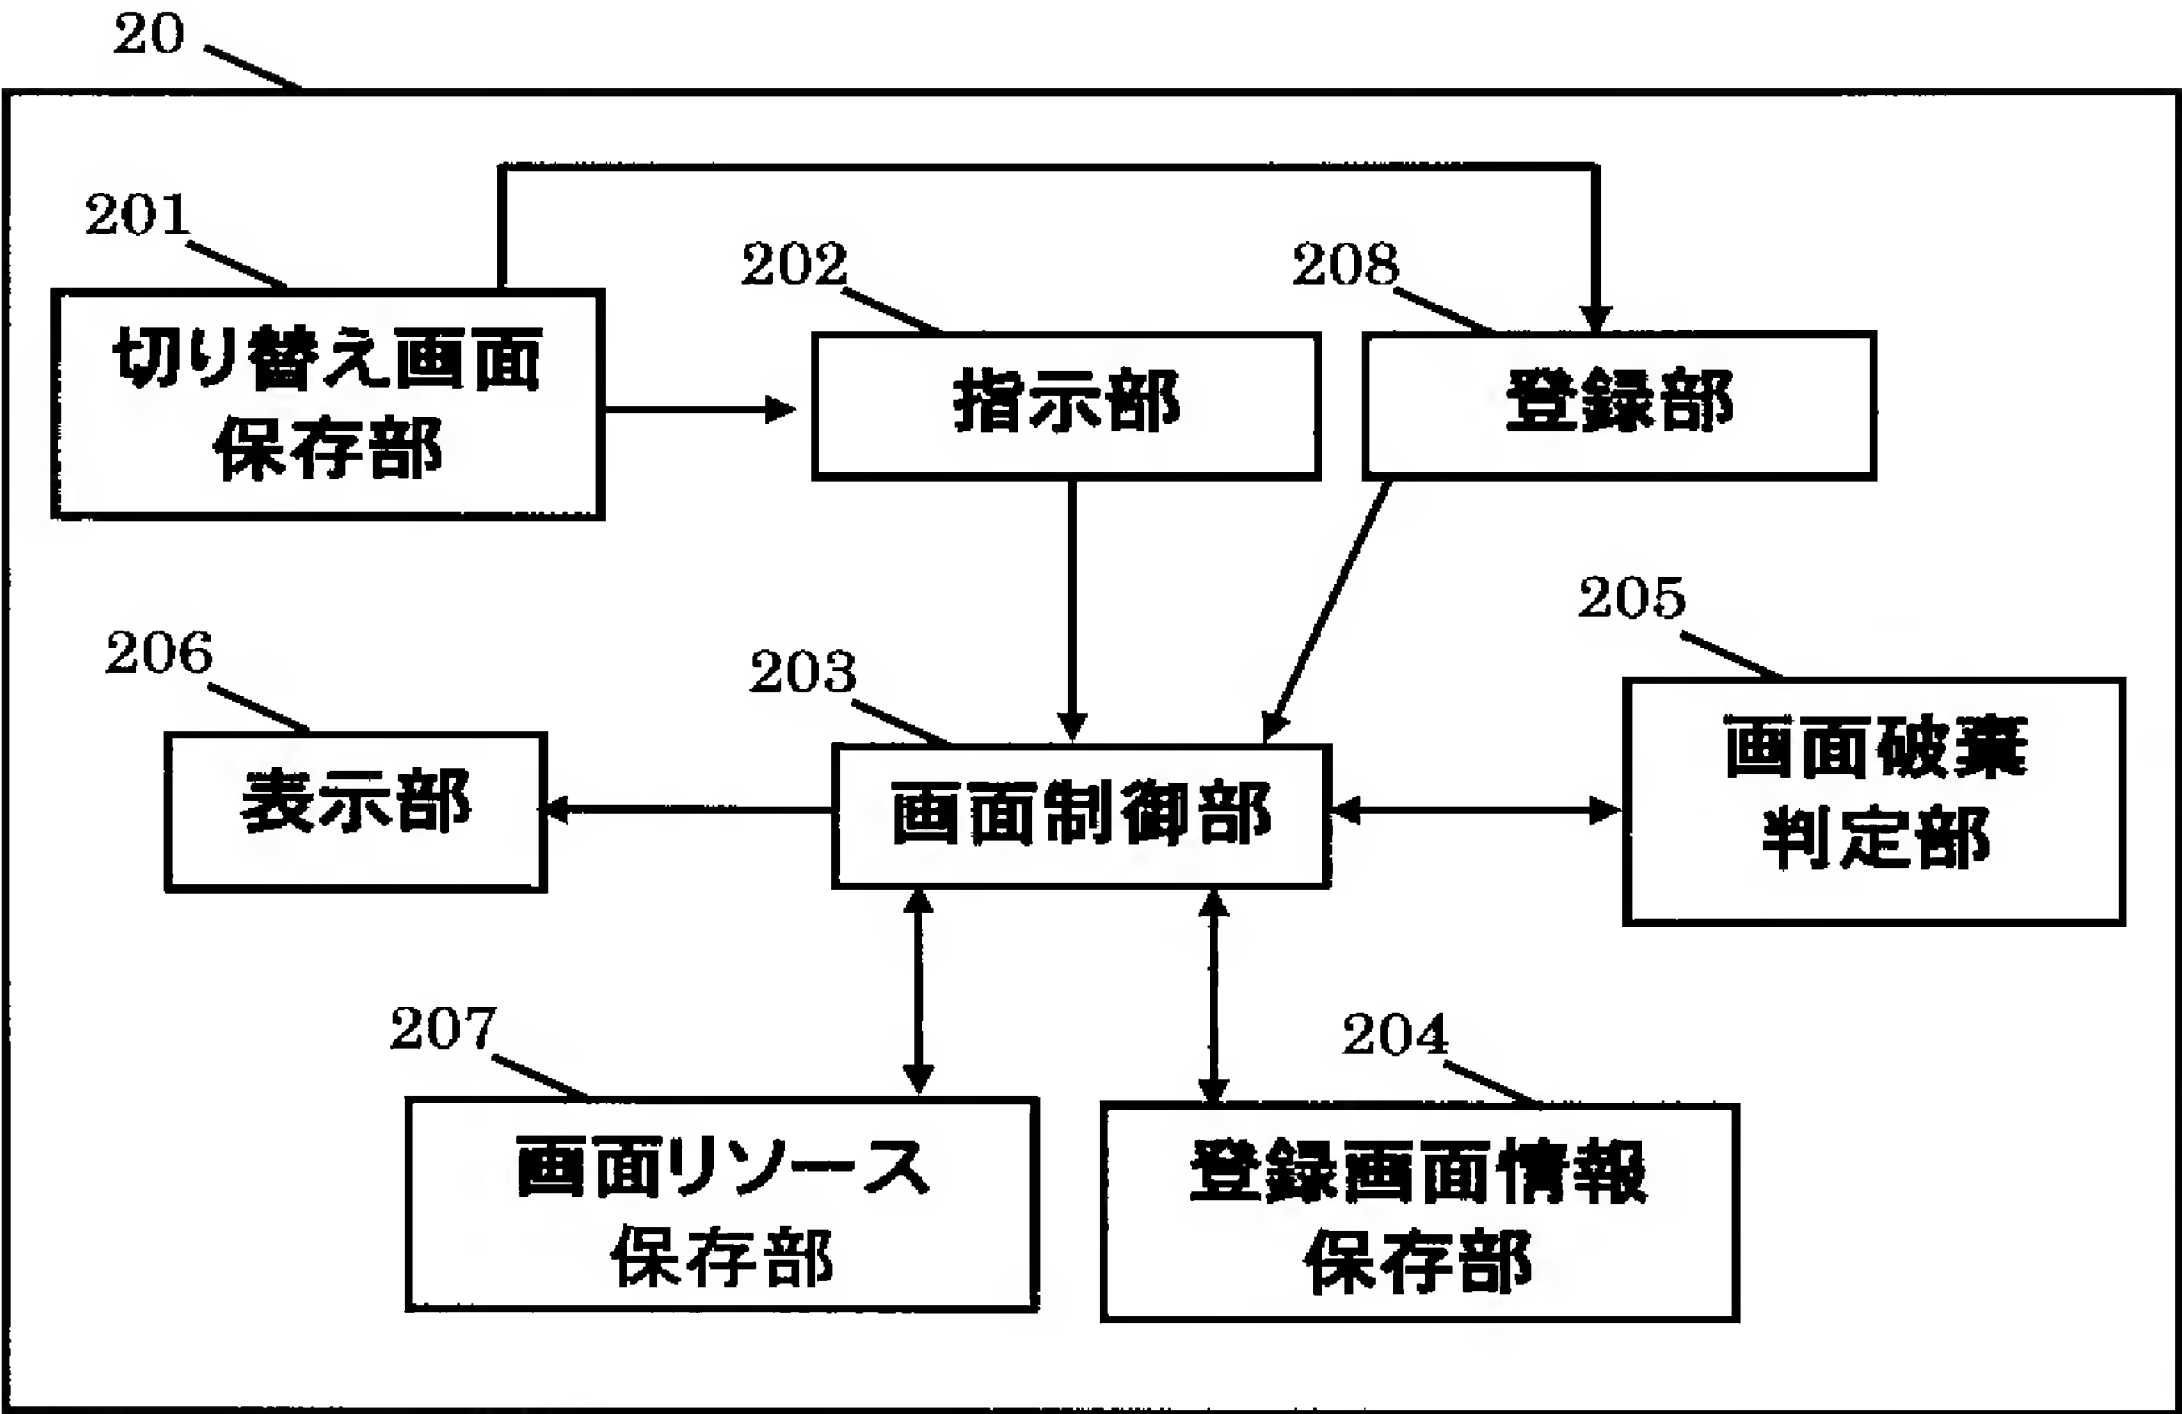 20
201
切り替え画面
保存部
202
指示部
208
登録部
206
表示部
203
画面制御部
205
画面破棄
判定部
207
画面リソース
保存部
204
登録画面情報
保存部